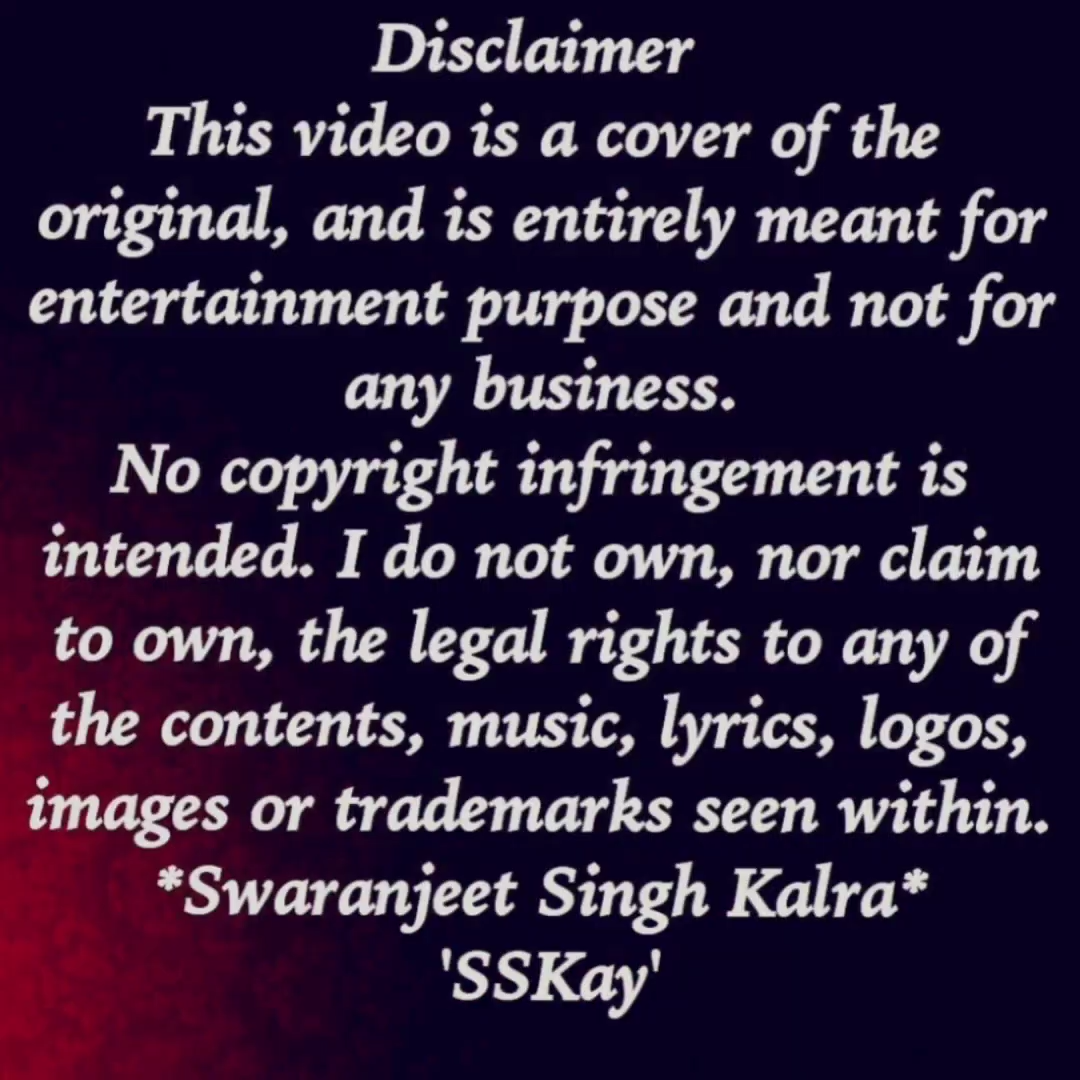 Disclaimer
This video is a cover of the
original, and is entirely meant for
entertainment purpose and not for
any business.
No copyright infringement is
intended. I do not own, nor claim
to own, the legal rights to any of
the contents, music, lyrics, logos,
images or trademarks seen within.
*Swaranjeet Singh Kalra*
'SSKay'